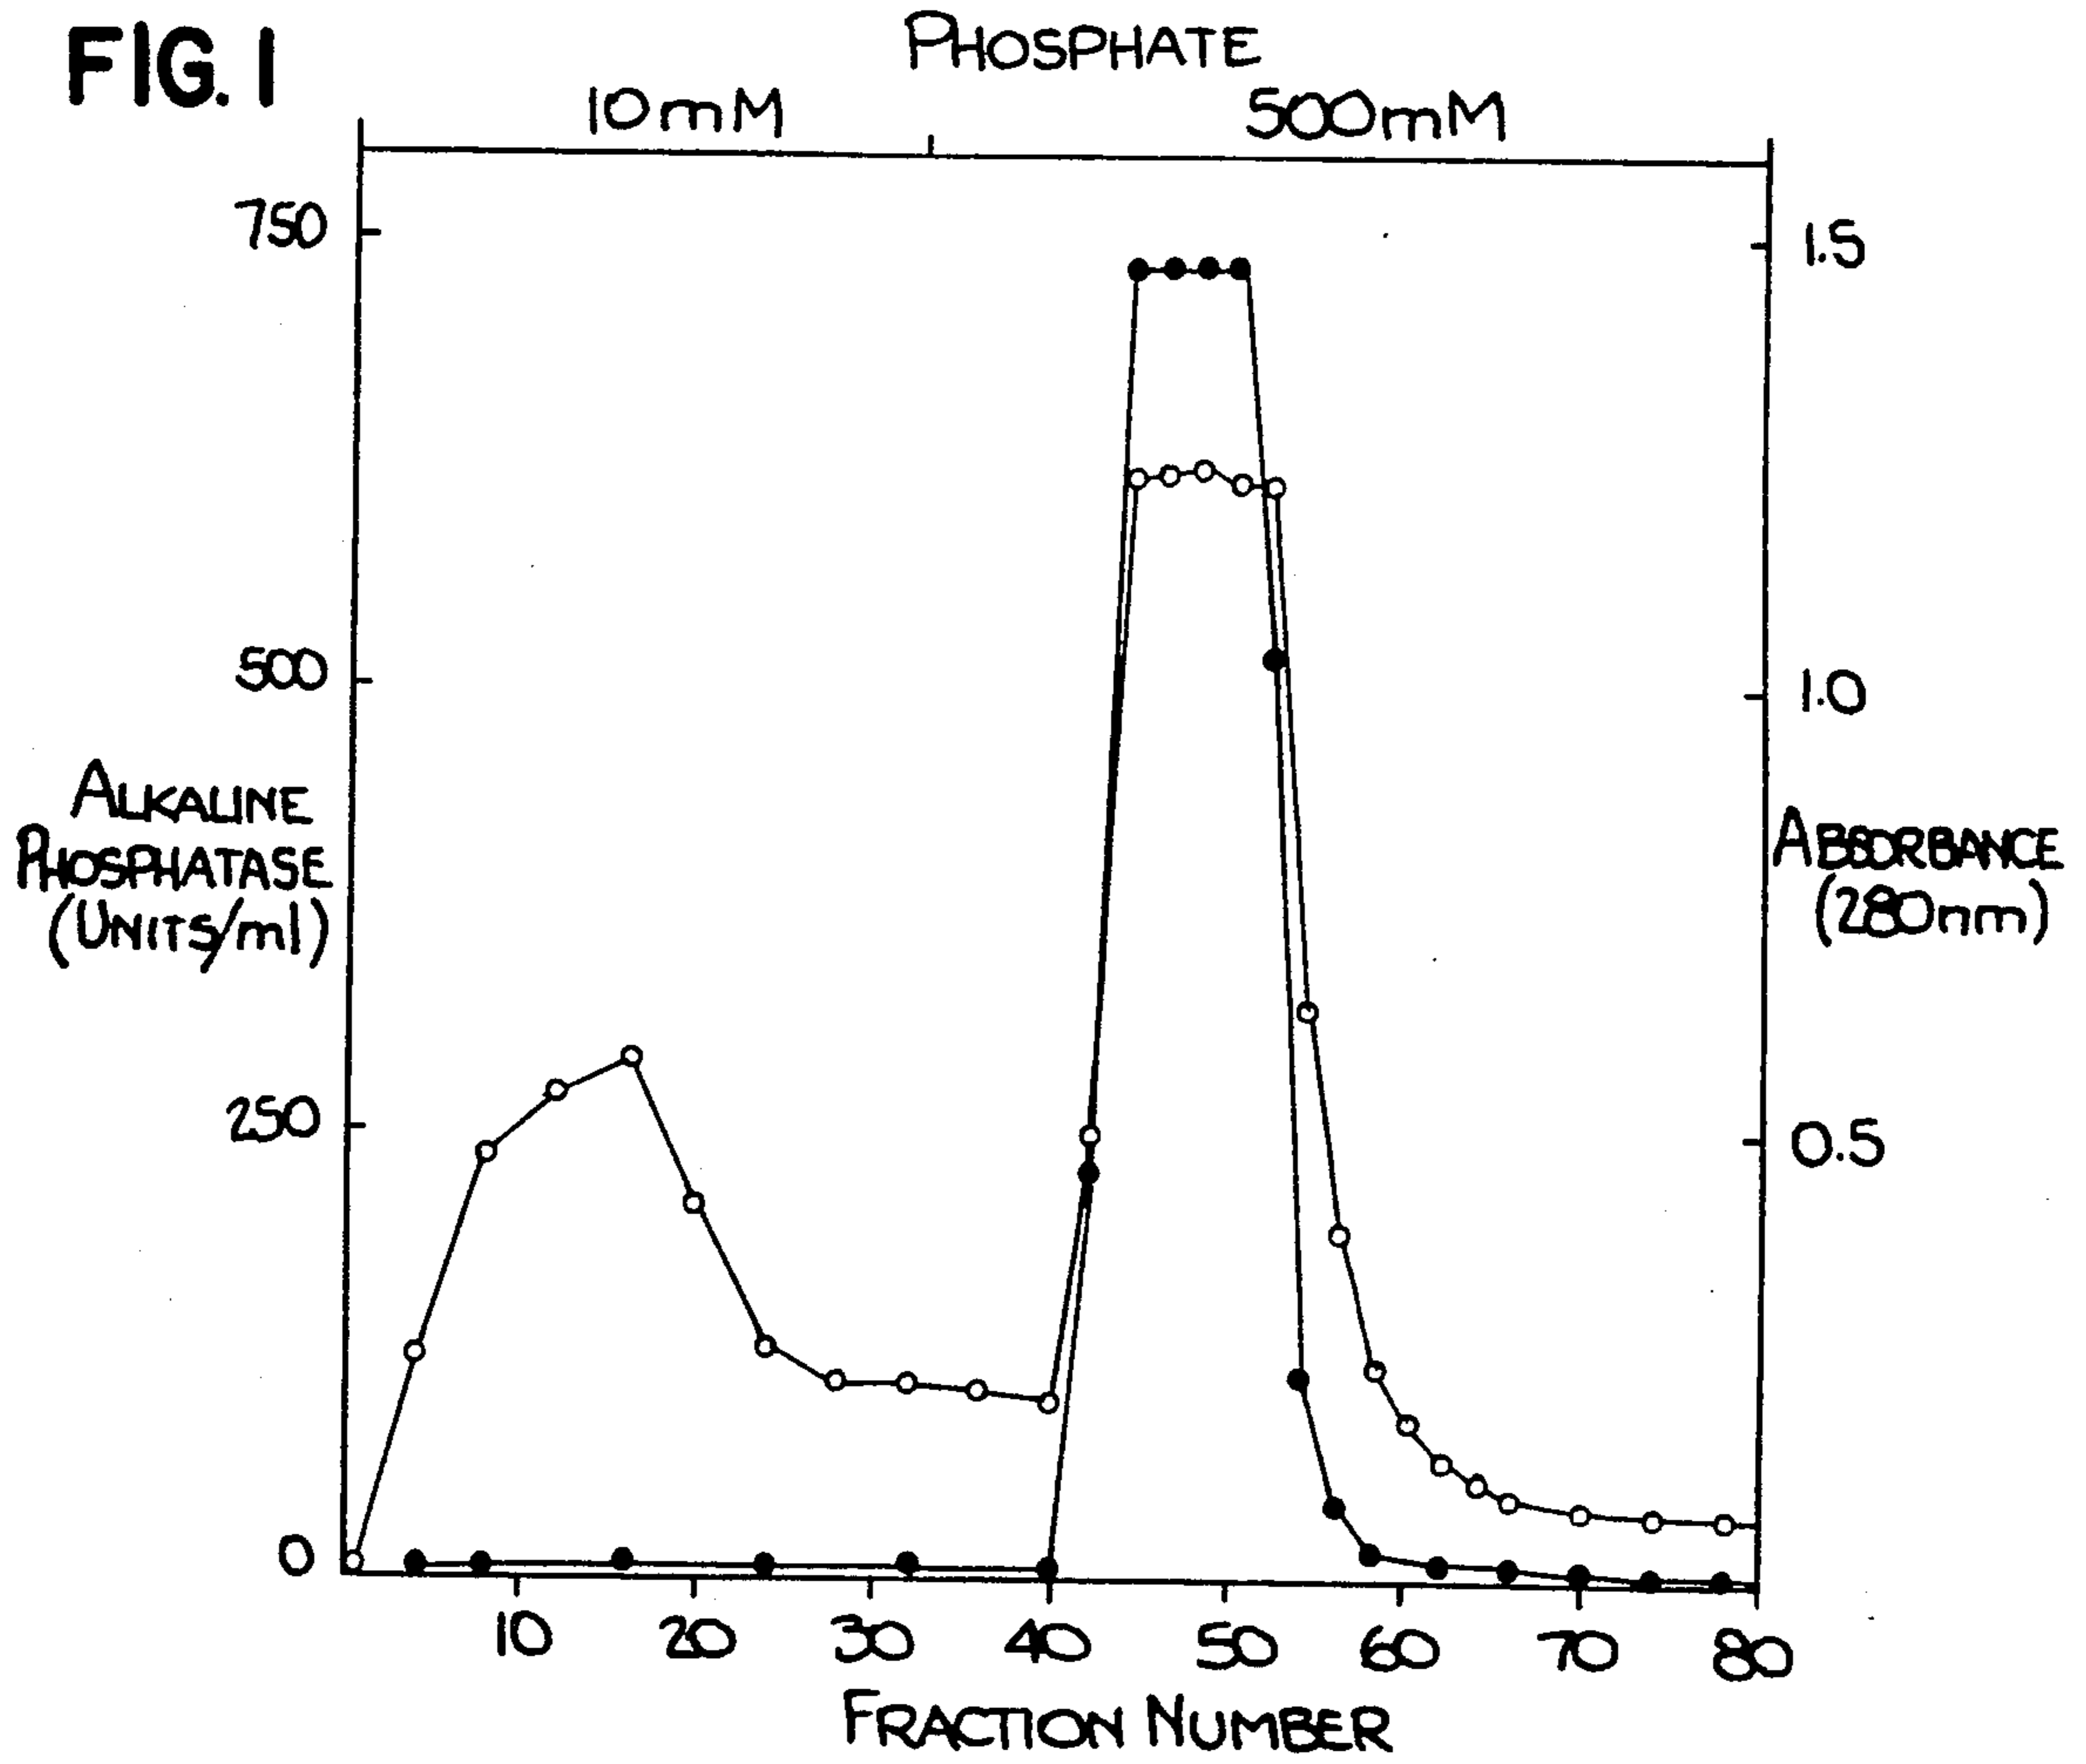 FIG. 1
PHOSPHATE
10mM
500mM
750
500
250
0
ALKALINE
PHOSPHATASE
(UNITS/ml)
1.5
1.0
0.5
ABSORBANCE
(280nm)
10 20 30 40 50 60 70 80
FRACTION NUMBER